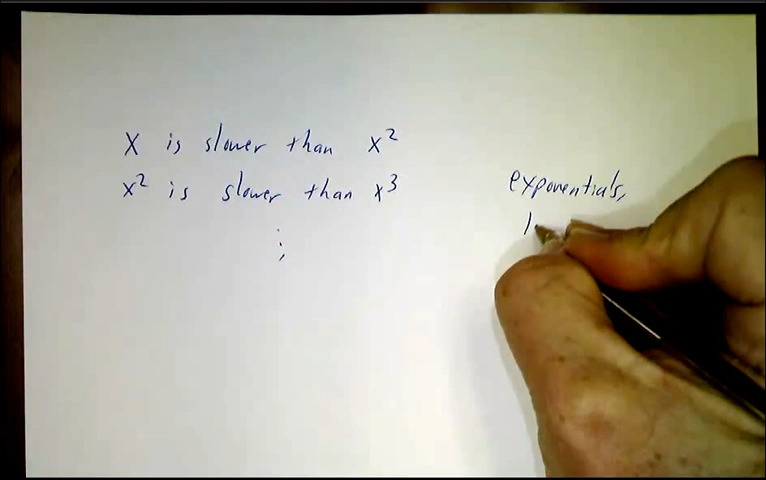 x is slower than x²
x² is slower than x³
⋮
exponentials,
l